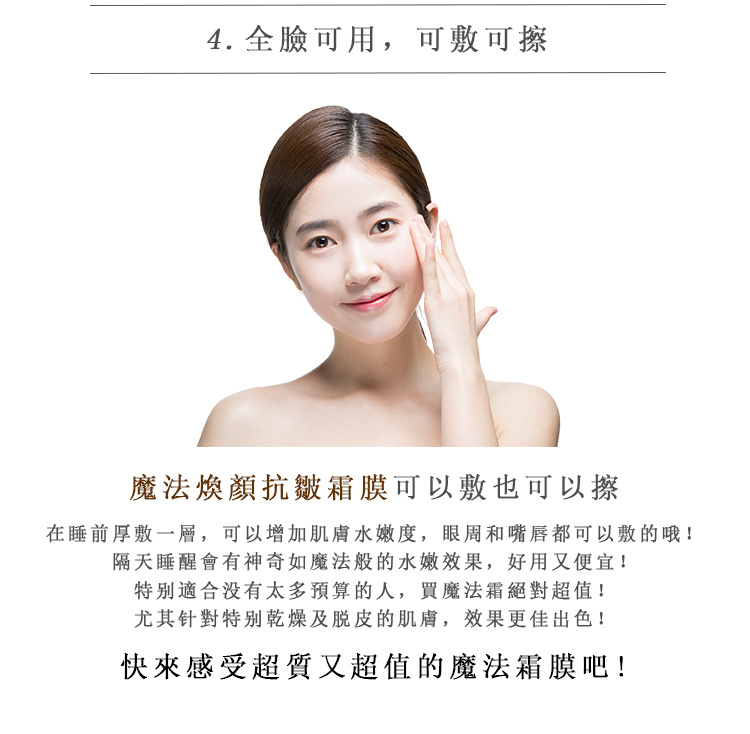 4. 全臉可用，可敷可擦
魔法煥顏抗皺霜膜可以敷也可以擦
在睡前厚敷一層，可以增加肌膚水嫩度，眼周和嘴唇都可以敷的哦！
隔天睡醒會有神奇如魔法般的水嫩效果，好用又便宜！
特别適合没有太多預算的人，買魔法霜絕對超值！
尤其针對特别乾燥及脱皮的肌膚，效果更佳出色！
快來感受超質又超值的魔法霜膜吧！